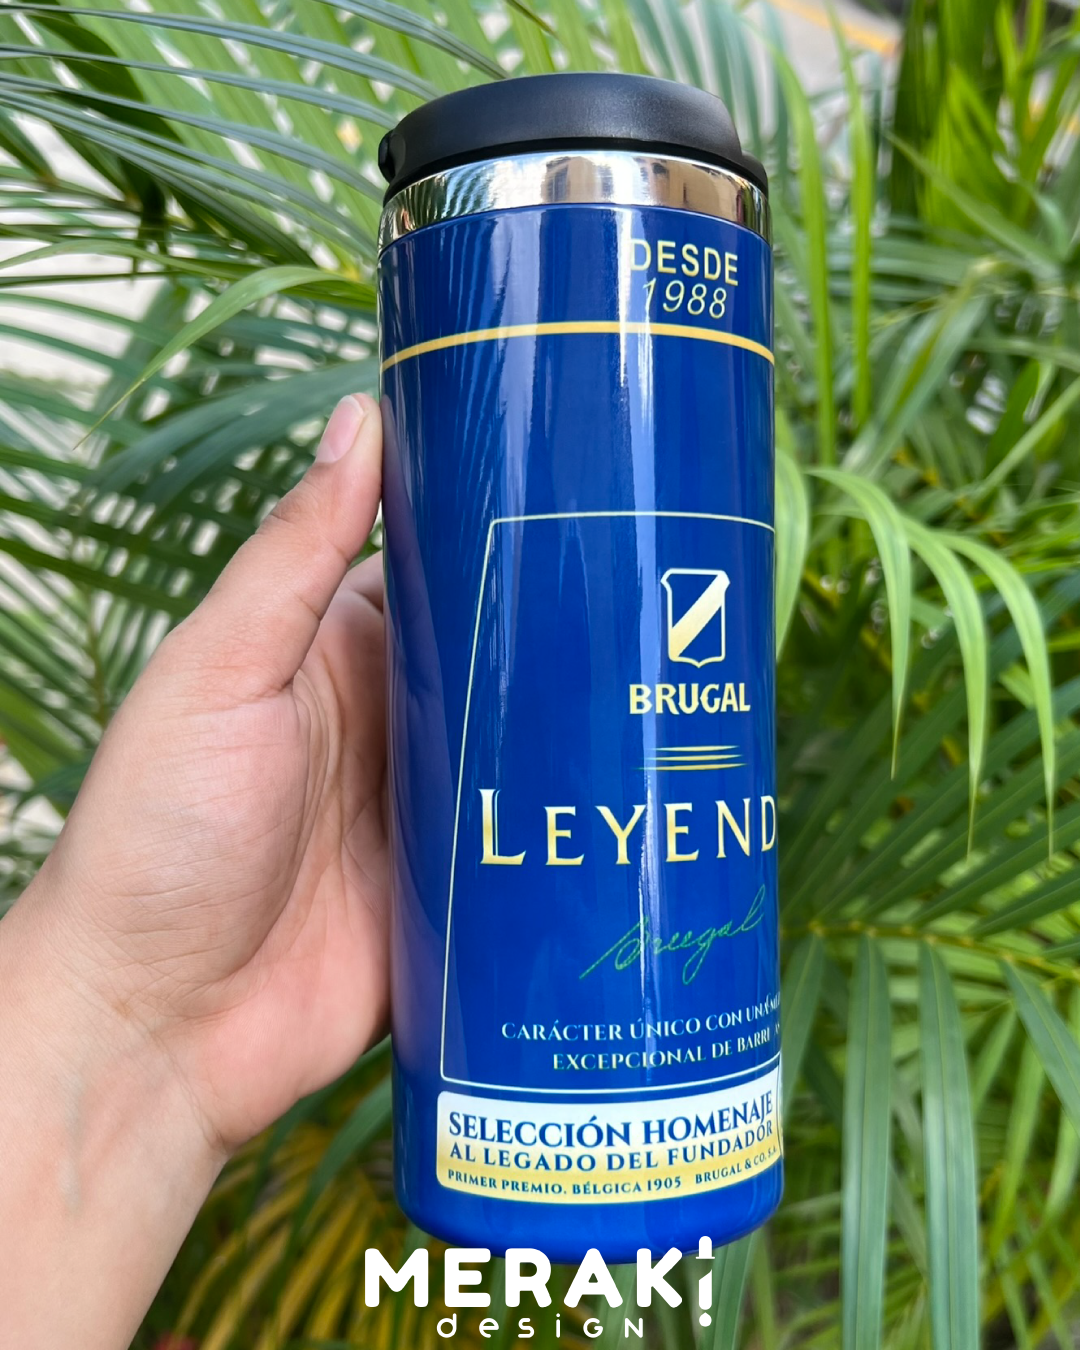 DESDE
1988
BRUGAL
LEYEND
Brugal
CARÁCTER ÚNICO CON UNA
EXCEPCIONAL DE
SELECCIÓN HOMENAJE
AL LEGADO DEL FUNDADOR
PRIMER PREMIO, BÉLGICA 1905 BRUGAL & CO. S.A.
MERAKi
design